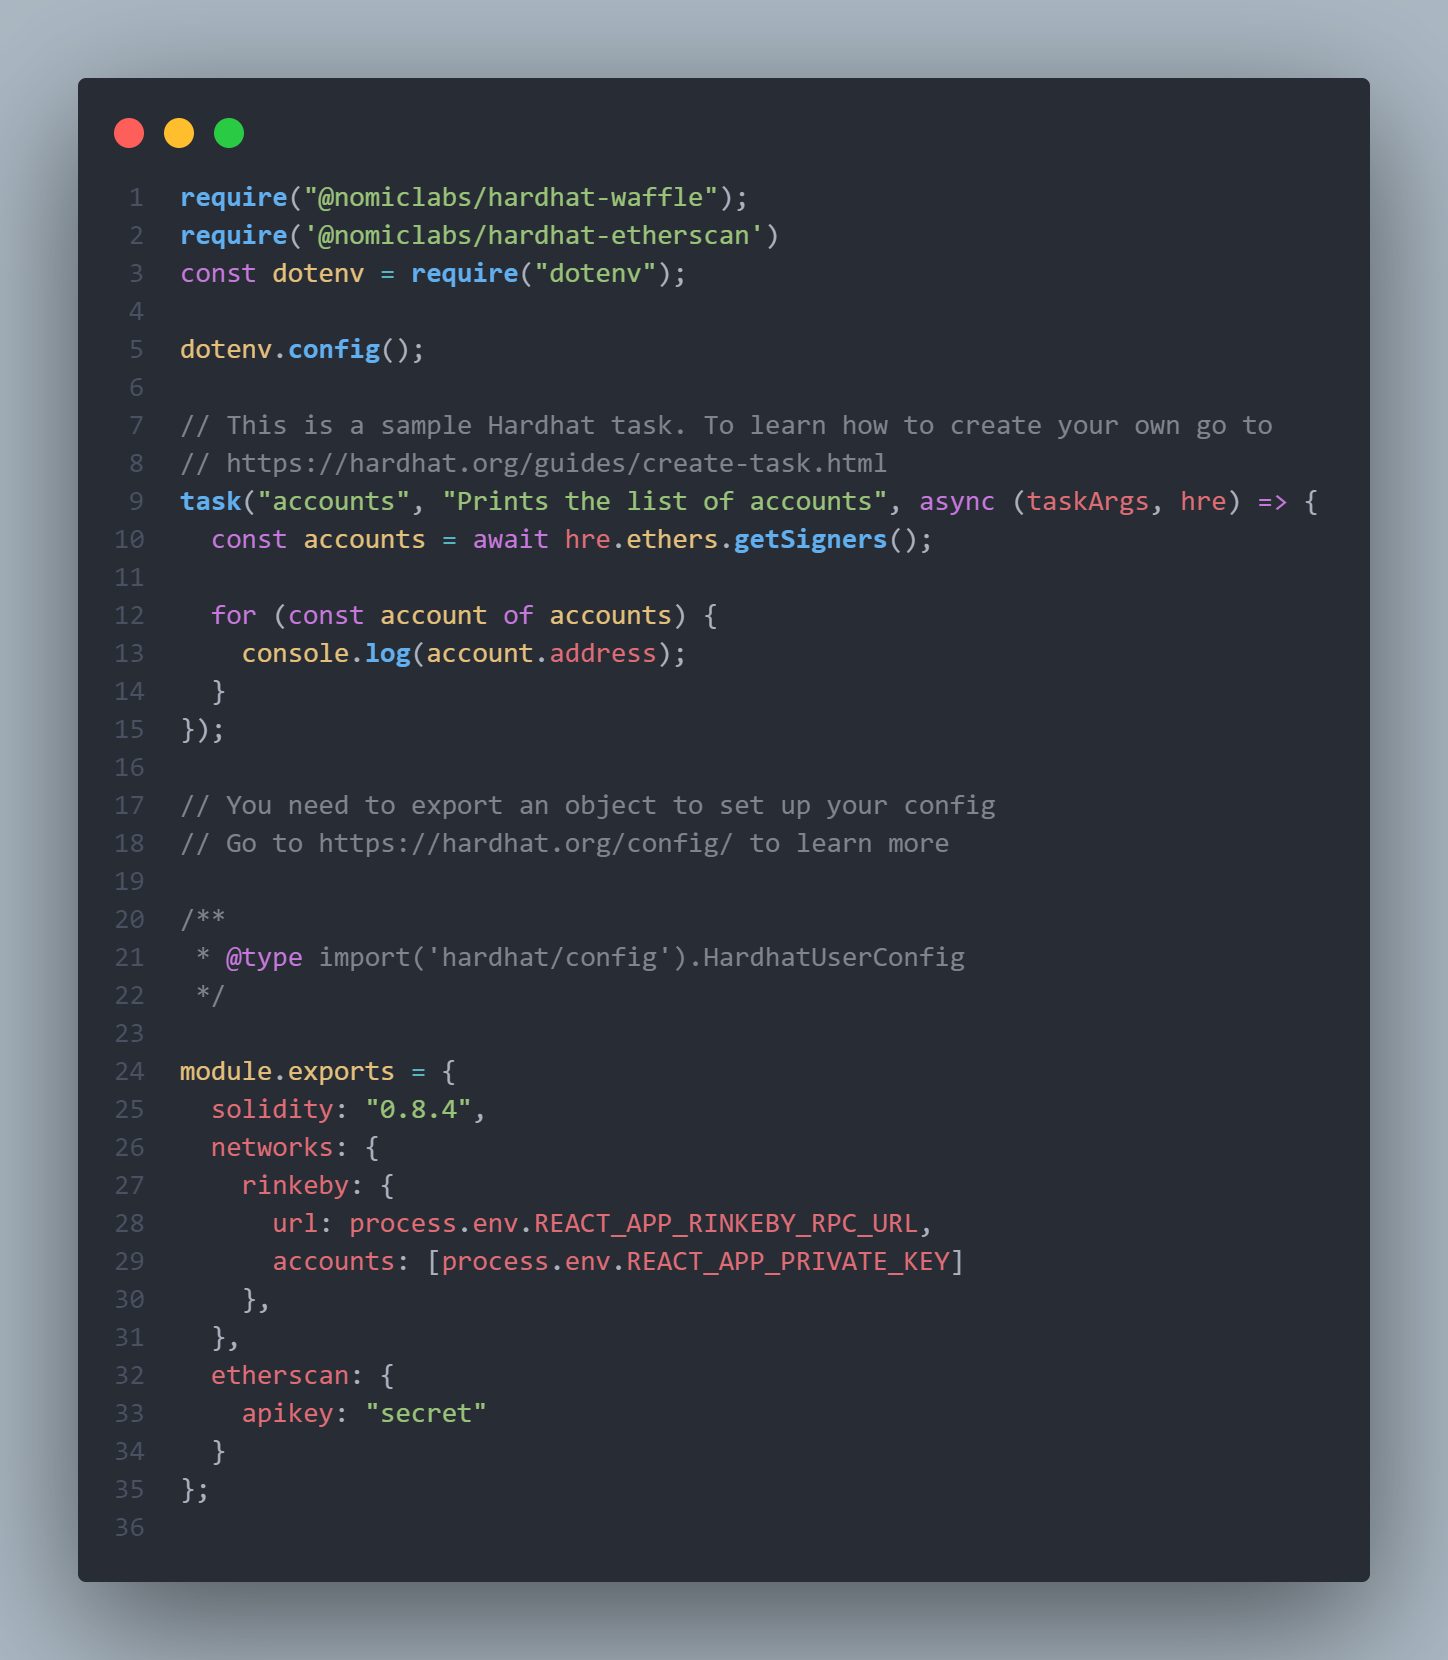 1 require("@nomiclabs/hardhat-waffle");
2 require('@nomiclabs/hardhat-etherscan')
3 const dotenv = require("dotenv");
4
5 dotenv.config();
6
7 // This is a sample Hardhat task. To learn how to create your own go to
8 // https://hardhat.org/guides/create-task.html
9 task("accounts", "Prints the list of accounts", async (taskArgs, hre) => {
10   const accounts = await hre.ethers.getSigners();
11
12   for (const account of accounts) {
13     console.log(account.address);
14   }
15 });
16
17 // You need to export an object to set up your config
18 // Go to https://hardhat.org/config/ to learn more
19
20 /**
21  * @type import('hardhat/config').HardhatUserConfig
22  */
23
24 module.exports = {
25   solidity: "0.8.4",
26   networks: {
27     rinkeby: {
28       url: process.env.REACT_APP_RINKEBY_RPC_URL,
29       accounts: [process.env.REACT_APP_PRIVATE_KEY]
30     },
31   },
32   etherscan: {
33     apikey: "secret"
34   }
35 };
36